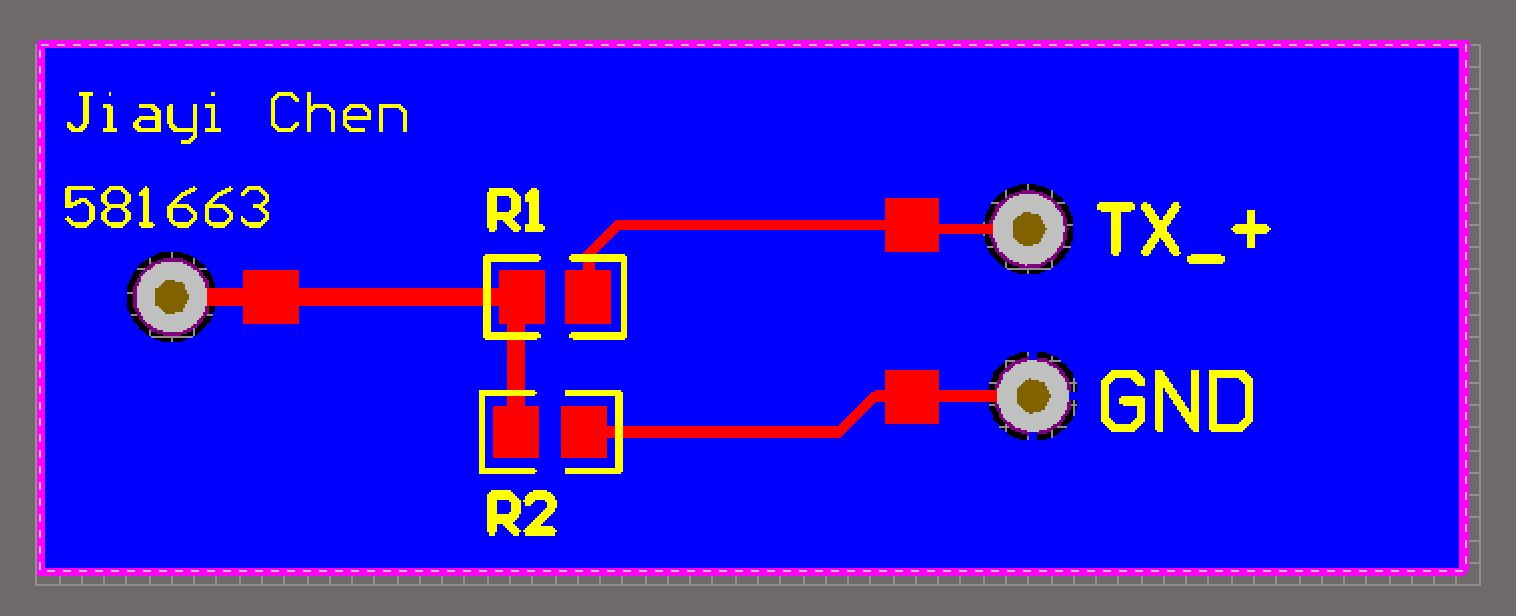 Jiayi Chen
581663
R1
TX_+
GND
R2